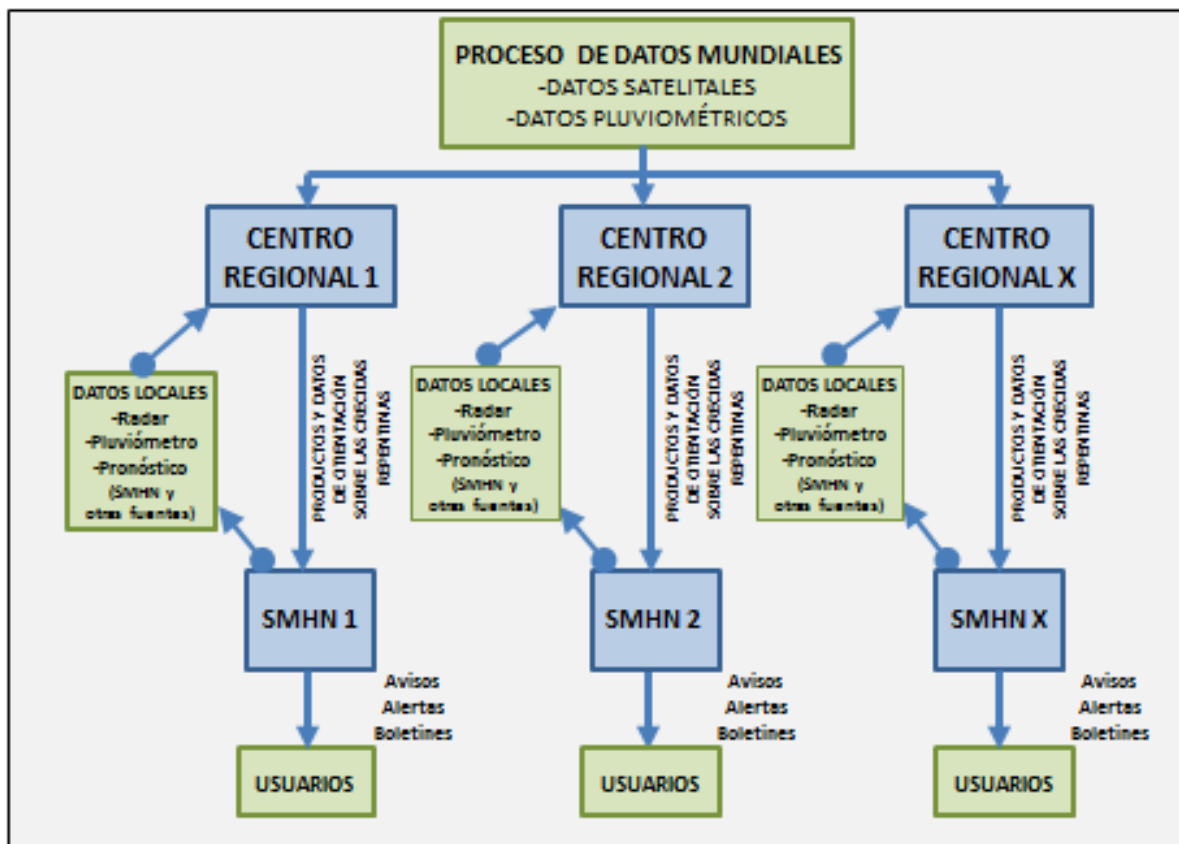 PROCESO DE DATOS MUNDIALES
-DATOS SATELITALES
-DATOS PLUVIOMÉTRICOS
CENTRO
REGIONAL 1
CENTRO
REGIONAL 2
CENTRO
REGIONAL X
DATOS LOCALES
-Radar
-Pluviómetro
-Pronóstico
(SMHN y
otras fuentes)
PRODUCTOS Y DATOS
DE OTIENTACIÓN
SOBRE LAS CRECIDAS
REPENTINAS
DATOS LOCALES
-Radar
-Pluviómetro
-Pronóstico
(SMHN y
otras fuentes)
PRODUCTOS Y DATOS
DE OTIENTACIÓN
SOBRE LAS CRECIDAS
REPENTINAS
DATOS LOCALES
-Radar
-Pluviómetro
-Pronóstico
(SMHN y
otras fuentes)
PRODUCTOS Y DATOS
DE OTIENTACIÓN
SOBRE LAS CRECIDAS
REPENTINAS
SMHN 1
SMHN 2
SMHN X
Avisos
Alertas
Boletines
Avisos
Alertas
Boletines
Avisos
Alertas
Boletines
USUARIOS
USUARIOS
USUARIOS